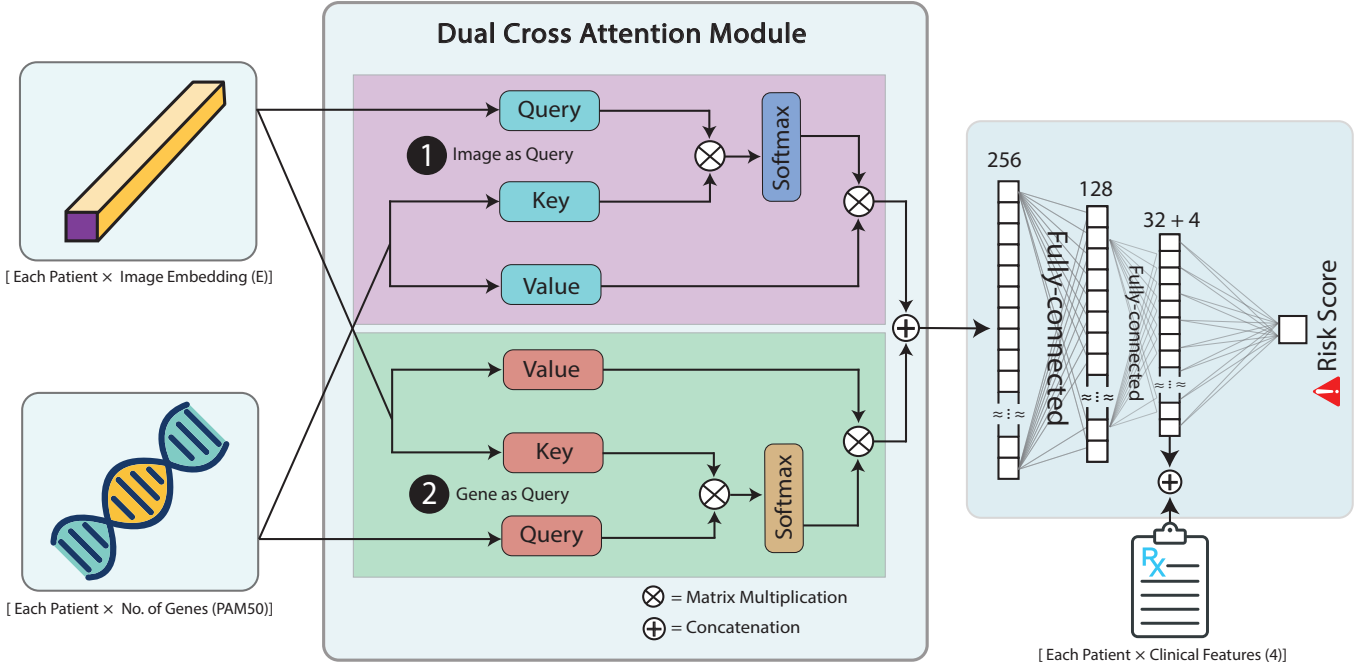 Dual Cross Attention Module
Query
1 Image as Query
Key
Value
Softmax
[ Each Patient × Image Embedding (E)]
Value
Key
2 Gene as Query
Query
Softmax
[ Each Patient × No. of Genes (PAM50)]
⊗ = Matrix Multiplication
⊕ = Concatenation
256
128
32 + 4
Fully-connected
Fully-connected
≈⋮≈
≈⋮≈
≈⋮≈
Risk Score
Rx
[ Each Patient × Clinical Features (4)]